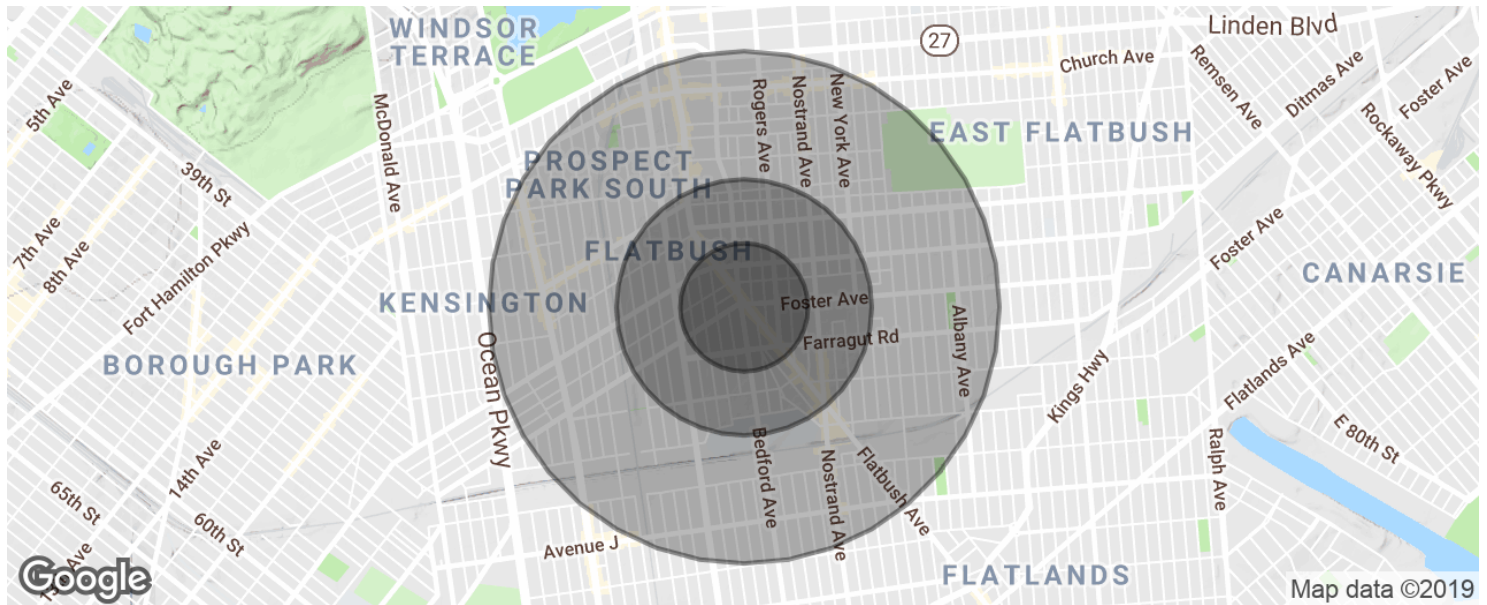 WINDSOR
TERRACE
27
Linden Blvd
Church Ave
Remsen Ave
Ditmas Ave
Foster Ave
Rockaway Pkwy
5th Ave
McDonald Ave
Rogers Ave
Nostrand Ave
New York Ave
EAST FLATBUSH
PROSPECT
PARK SOUTH
39th St
7th Ave
8th Ave
Fort Hamilton Pkwy
FLATBUSH
Foster Ave
CANARSIE
KENSINGTON
Foster Ave
Farragut Rd
Albany Ave
BOROUGH PARK
Ocean Pkwy
Kings Hwy
Flatlands Ave
E 80th St
14th Ave
Bedford Ave
Nostrand Ave
Flatbush Ave
Ralph Ave
65th St
60th St
Avenue J
13th Ave
FLATLANDS
Google
Map data ©2019